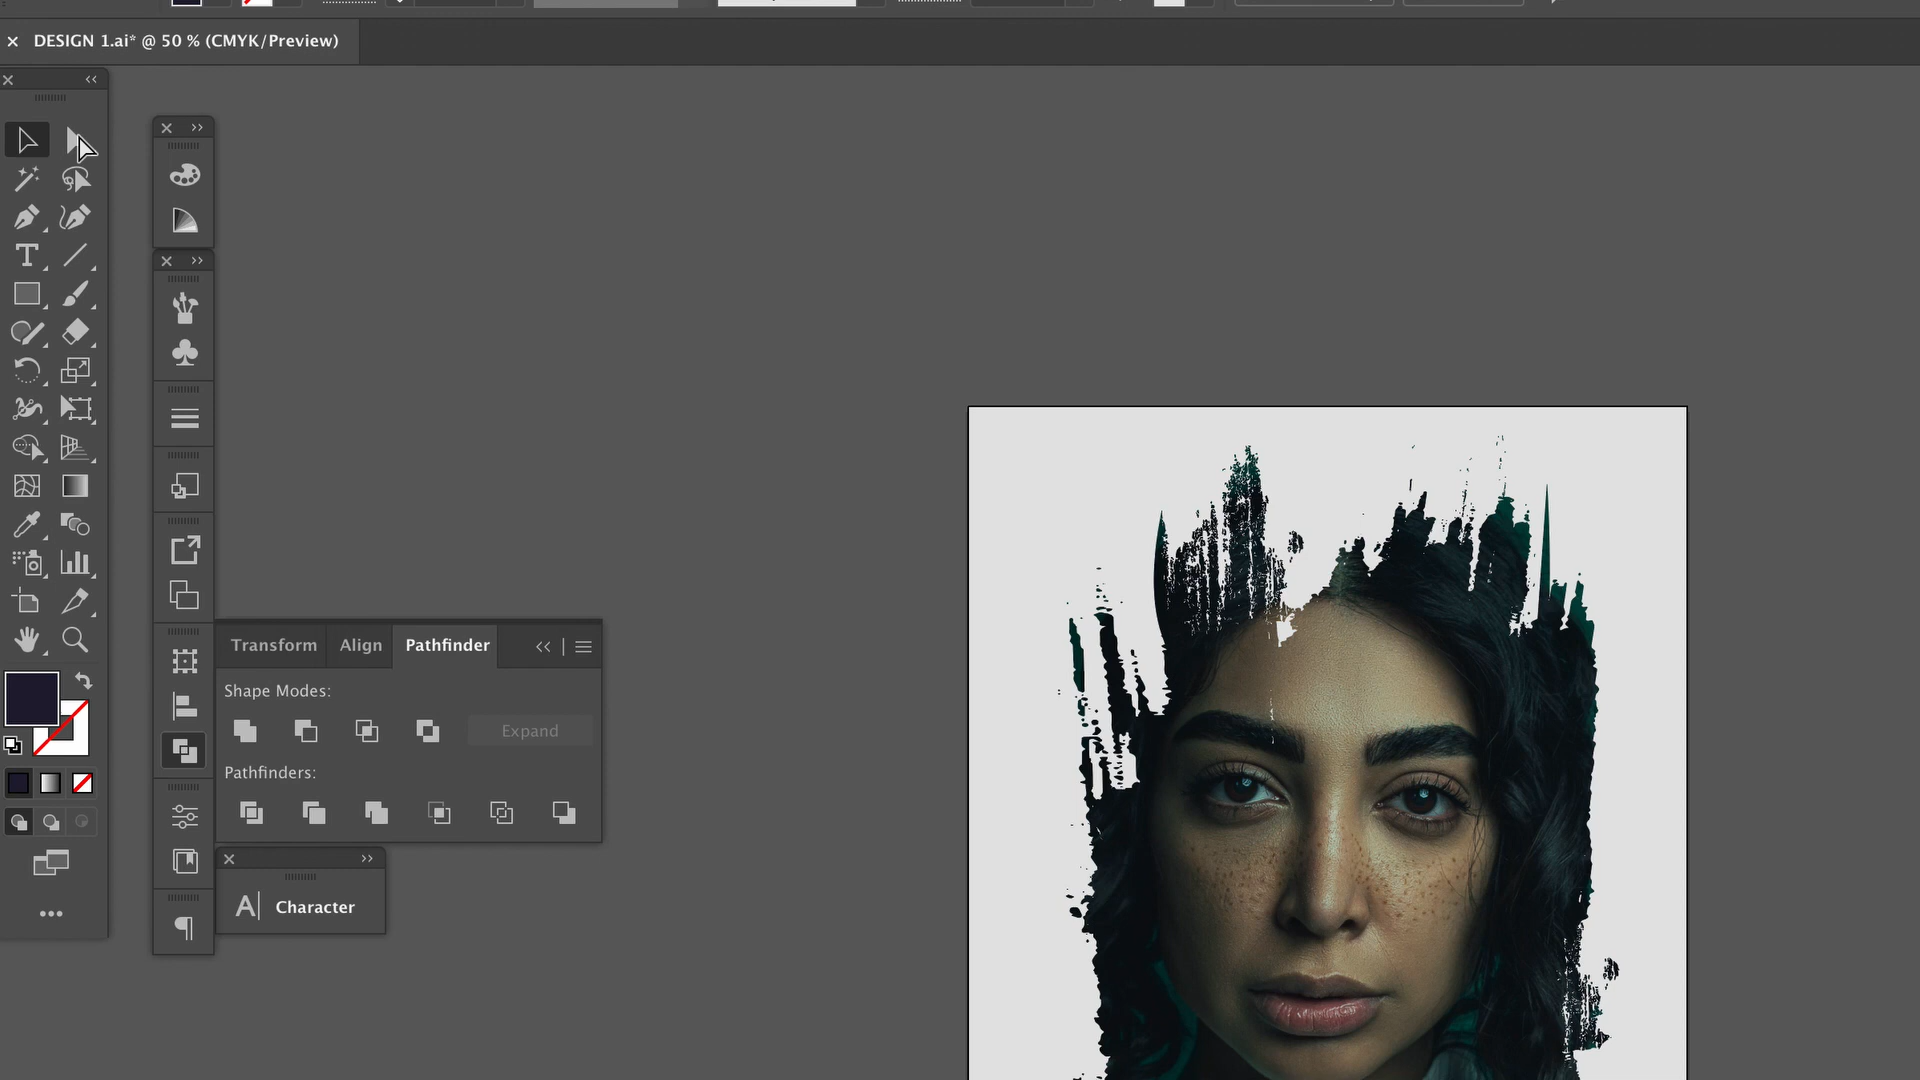 DESIGN 1.ai* @ 50 % (CMYK/Preview)
Transform Align Pathfinder
Shape Modes:
Expand
Pathfinders:
Character